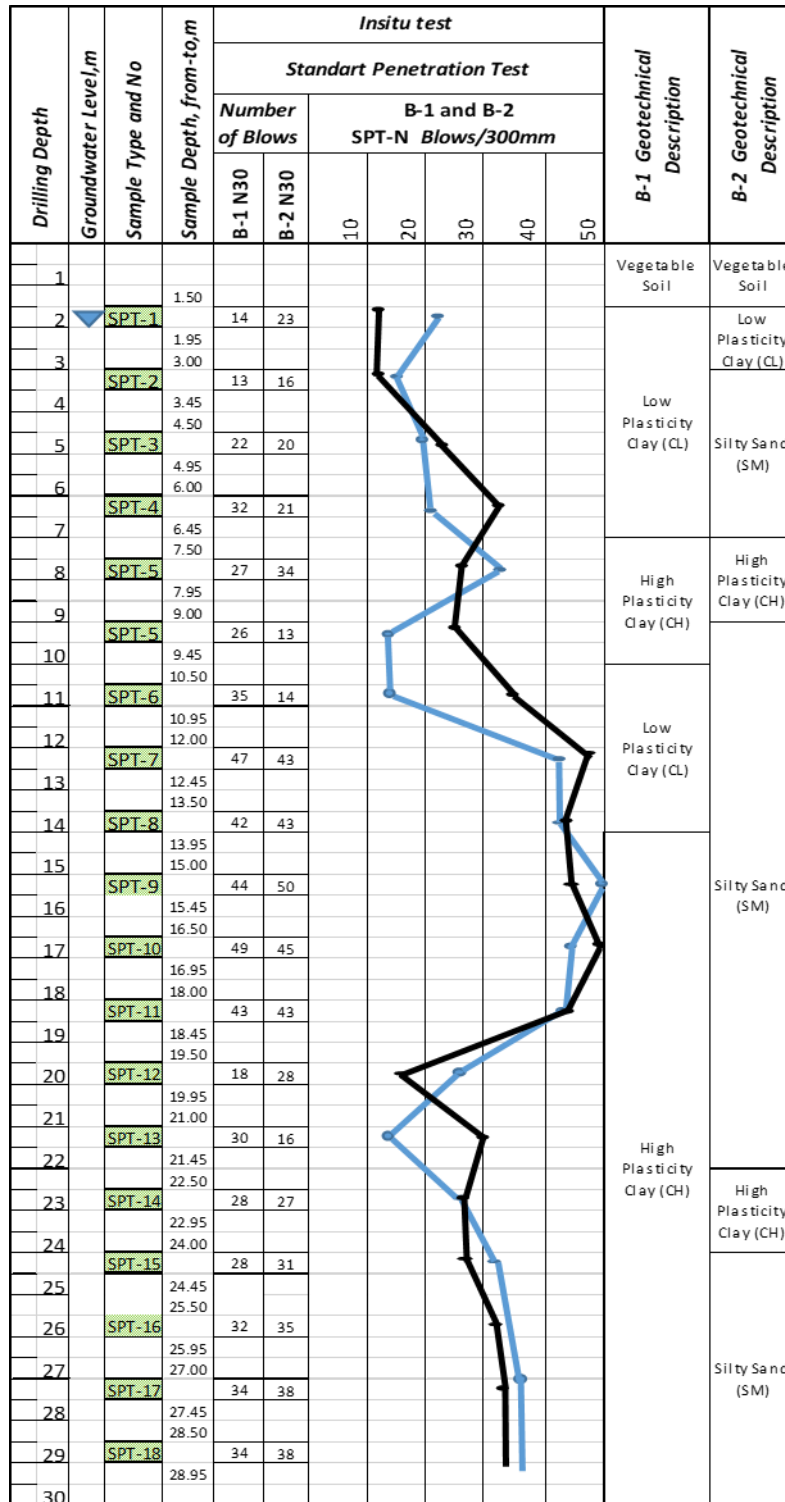 Insitu test
Standart Penetration Test
Number
of Blows
B-1 and B-2
SPT-N Blows/300mm
Drilling Depth
Groundwater Level,m
Sample Type and No
Sample Depth, from-to,m
B-1 N30
B-2 N30
10
20
30
40
50
B-1 Geotechnical
Description
B-2 Geotechnical
Description
Vegetable
Soil
Vegetable
Soil
1
1.50
2 SPT-1 14 23
1.95
Low
Plasticity
Clay (CL)
3 3.00
SPT-2 13 16
4 3.45
4.50
Low
Plasticity
Clay (CL)
5 SPT-3 22 20
4.95
Silty Sand
(SM)
6 6.00
SPT-4 32 21
7 6.45
7.50
8 SPT-5 27 34
7.95
High
Plasticity
Clay (CH)
High
Plasticity
Clay (CH)
9 9.00
SPT-5 26 13
10 9.45
10.50
11 SPT-6 35 14
10.95
12 12.00
SPT-7 47 43
Low
Plasticity
Clay (CL)
13 12.45
13.50
14 SPT-8 42 43
13.95
15 15.00
SPT-9 44 50
Silty Sand
(SM)
16 15.45
16.50
17 SPT-10 49 45
16.95
18 18.00
SPT-11 43 43
19 18.45
19.50
20 SPT-12 18 28
19.95
21 21.00
SPT-13 30 16
22 21.45
22.50
High
Plasticity
Clay (CH)
23 SPT-14 28 27
22.95
High
Plasticity
Clay (CH)
24 24.00
SPT-15 28 31
25 24.45
25.50
26 SPT-16 32 35
25.95
27 27.00
SPT-17 34 38
Silty Sand
(SM)
28 27.45
28.50
29 SPT-18 34 38
28.95
30